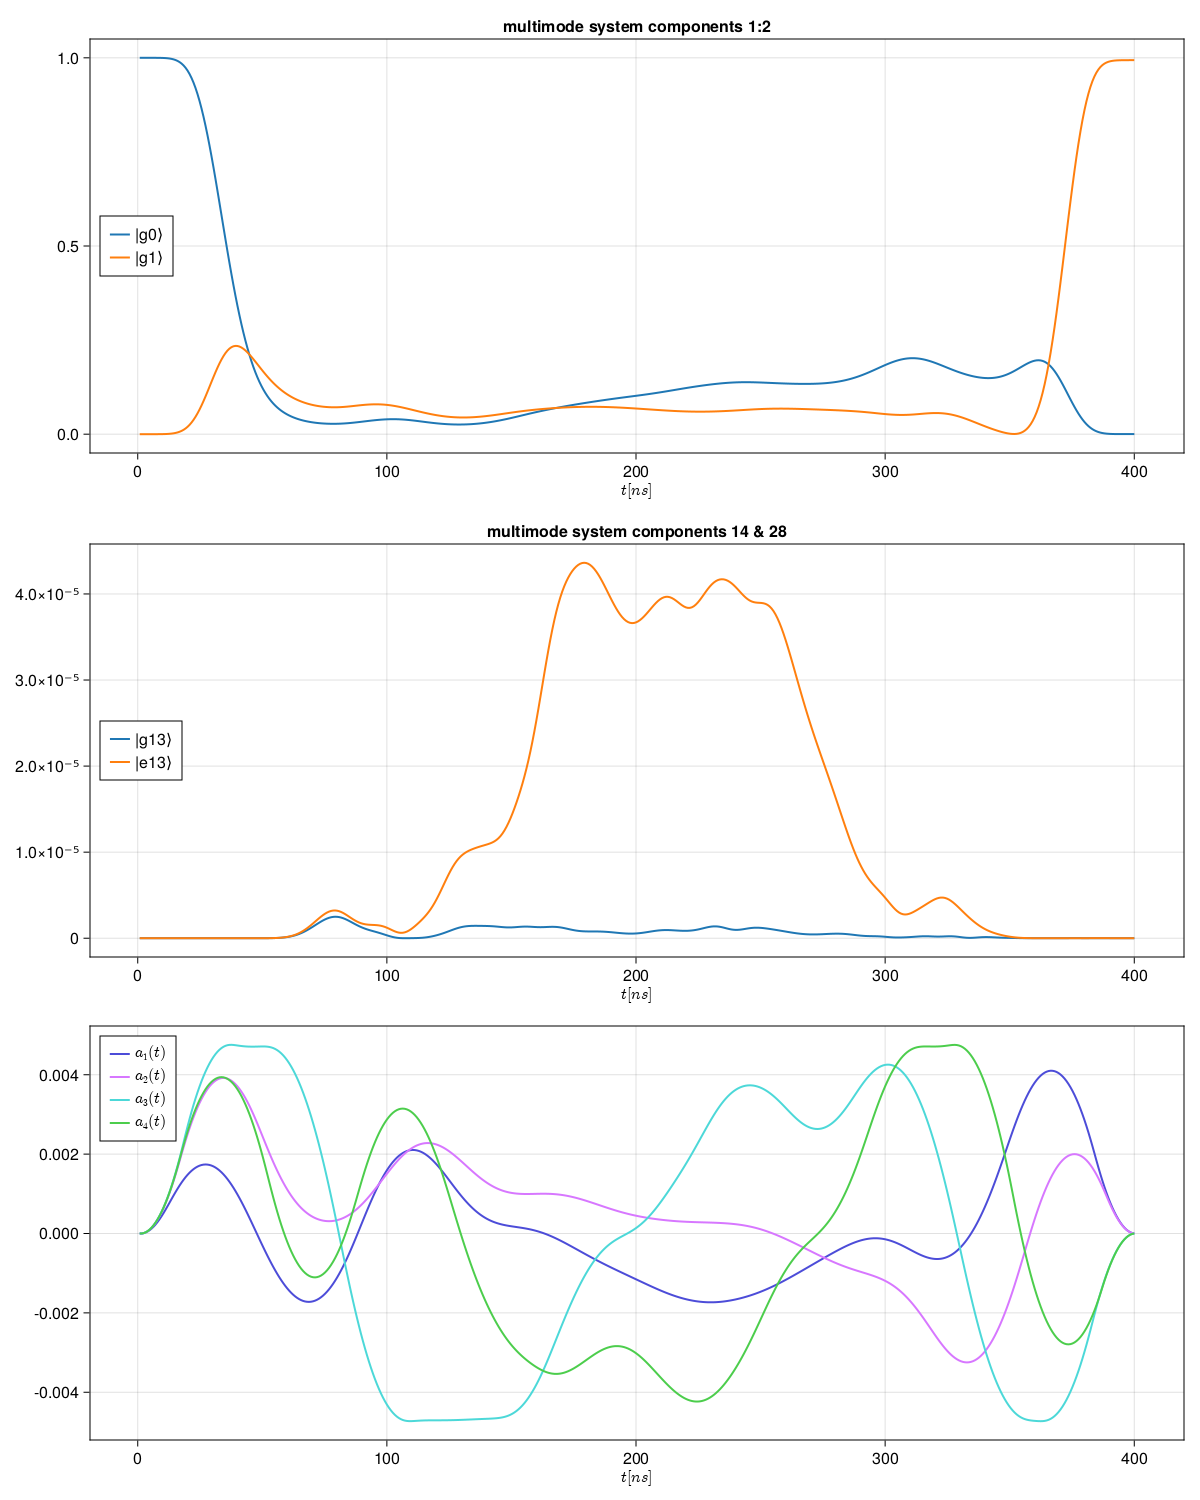 multimode system components 1:2
1.0
0.5
0.0
|g0⟩
|g1⟩
0 100 200 300 400
t[ns]
multimode system components 14 & 28
4.0×10⁻⁵
3.0×10⁻⁵
2.0×10⁻⁵
1.0×10⁻⁵
0
|g13⟩
|e13⟩
0 100 200 300 400
t[ns]
a₁(t)
a₂(t)
a₃(t)
a₄(t)
0.004
0.002
0.000
-0.002
-0.004
0 100 200 300 400
t[ns]